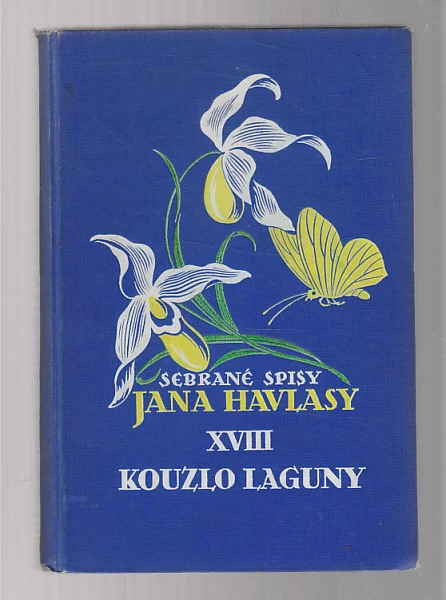 SEBRANÉ SPISY
JANA HAVLASY
XVIII
KOUZLO LAGUNY